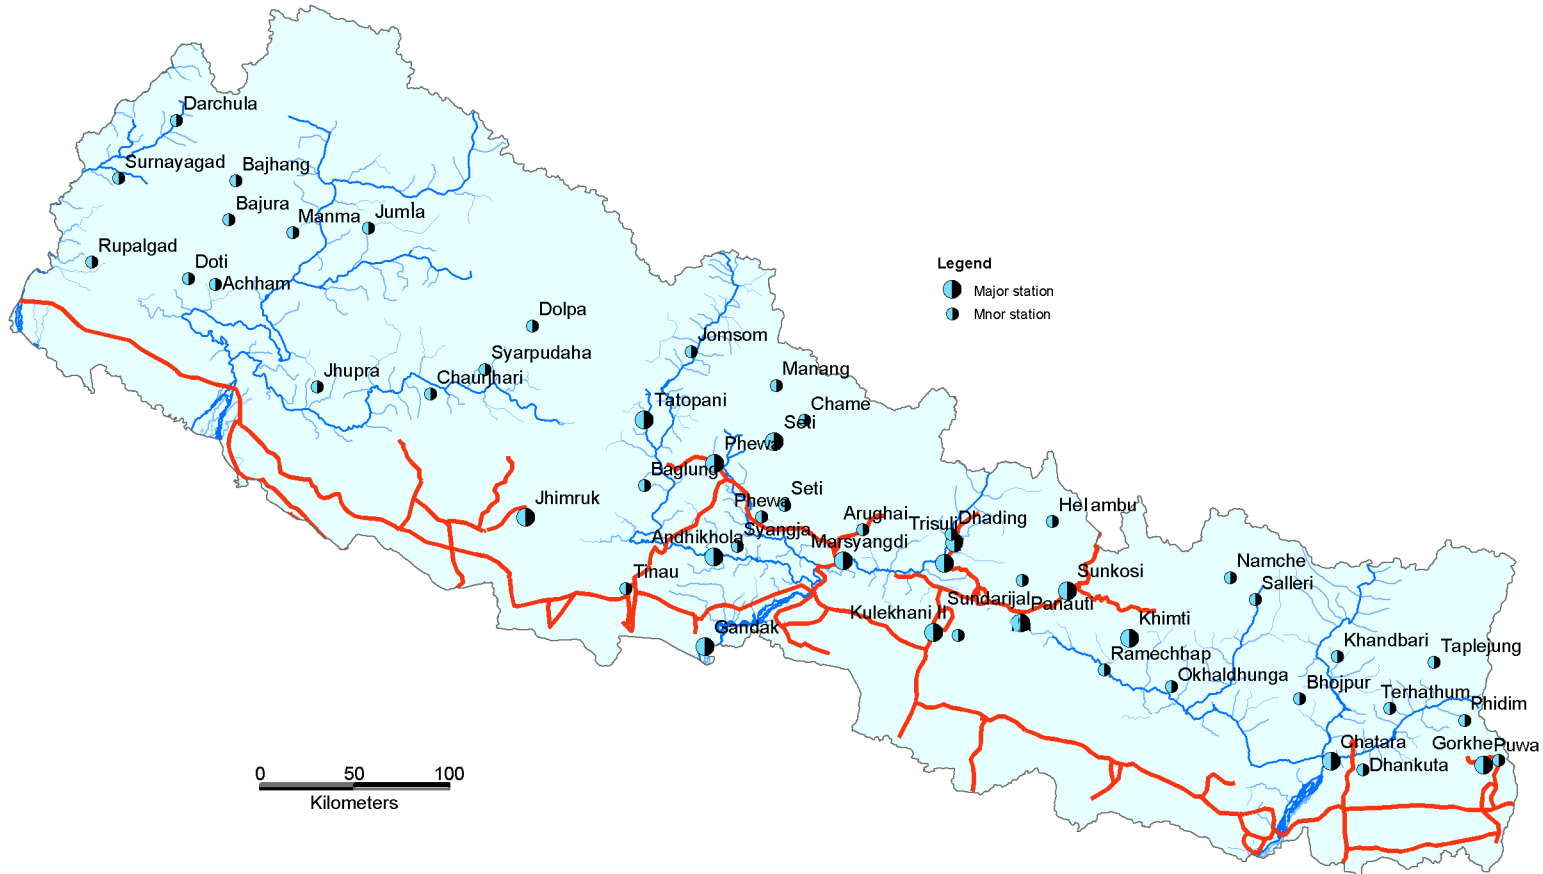 Darchula
Surnayagad
Bajhang
Bajura
Manma
Jumla
Rupalgad
Doti
Achham
Legend
Major station
Mnor station
Dolpa
Jomsom
Syarpudaha
Jhupra
Chaurjhari
Manang
Tatopani
Chame
Seti
Phewa
Baglung
Jhimruk
Phewa
Seti
Arughai
Trisuli
Dhading
Helambu
Andhikhola
Syangja
Marsyangdi
Tinau
Sunkosi
Namche
Salleri
Kulekhani II
Sundarijal
Panauti
Gandak
Khimti
Ramechhap
Okhaldhunga
Khandbari
Taplejung
Bhojpur
Terhathum
Phidim
Chatara
Dhankuta
Gorkhe
Puwa
0 50 100
Kilometers